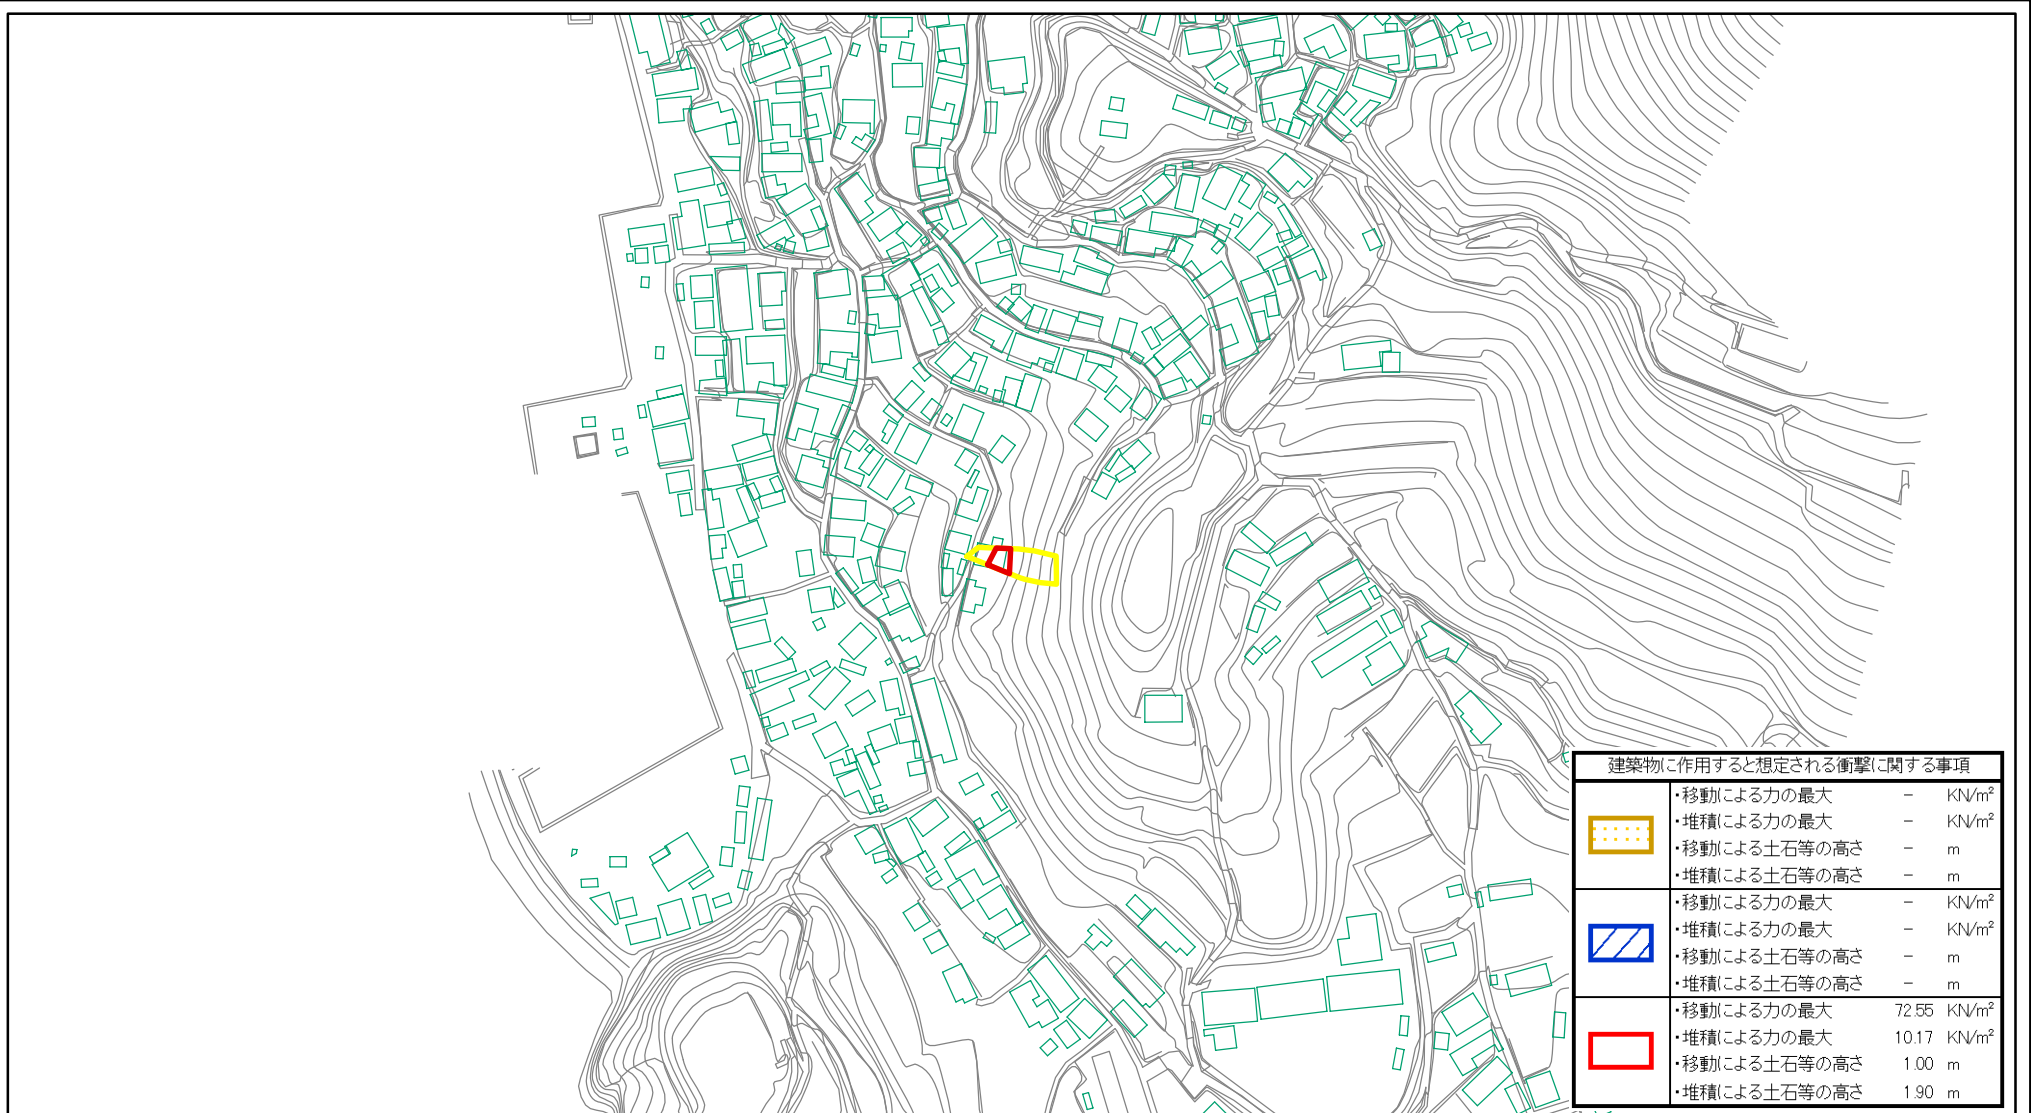 建築物に作用すると想定される衝撃に関する事項
・移動による力の最大 - KN/m²
・堆積による力の最大 - KN/m²
・移動による土石等の高さ - m
・堆積による土石等の高さ - m
・移動による力の最大 - KN/m²
・堆積による力の最大 - KN/m²
・移動による土石等の高さ - m
・堆積による土石等の高さ - m
・移動による力の最大 72.55 KN/m²
・堆積による力の最大 10.17 KN/m²
・移動による土石等の高さ 1.00 m
・堆積による土石等の高さ 1.90 m